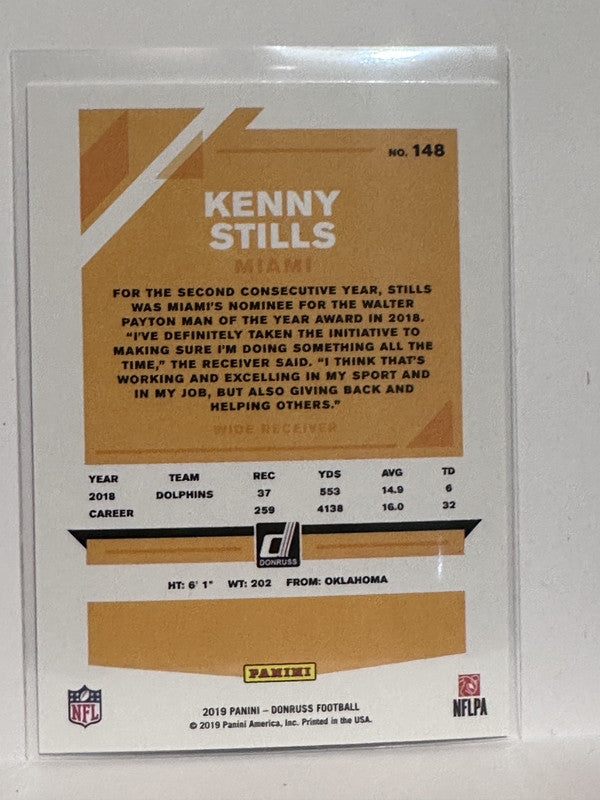 NO. 148
KENNY
STILLS
MIAMI
FOR THE SECOND CONSECUTIVE YEAR, STILLS
WAS MIAMI'S NOMINEE FOR THE WALTER
PAYTON MAN OF THE YEAR AWARD IN 2018.
"I'VE DEFINITELY TAKEN THE INITIATIVE TO
MAKING SURE I'M DOING SOMETHING ALL THE
TIME," THE RECEIVER SAID. "I THINK THAT'S
WORKING AND EXCELLING IN MY SPORT AND
IN MY JOB, BUT ALSO GIVING BACK AND
HELPING OTHERS."
WIDE RECEIVER
YEAR TEAM REC YDS AVG TD
2018 DOLPHINS 37 553 14.9 6
CAREER 259 4138 16.0 32
d
DONRUSS
HT: 6' 1" WT: 202 FROM: OKLAHOMA
PANINI
NFL
2019 PANINI – DONRUSS FOOTBALL
© 2019 Panini America, Inc. Printed in the USA.
NFLPA